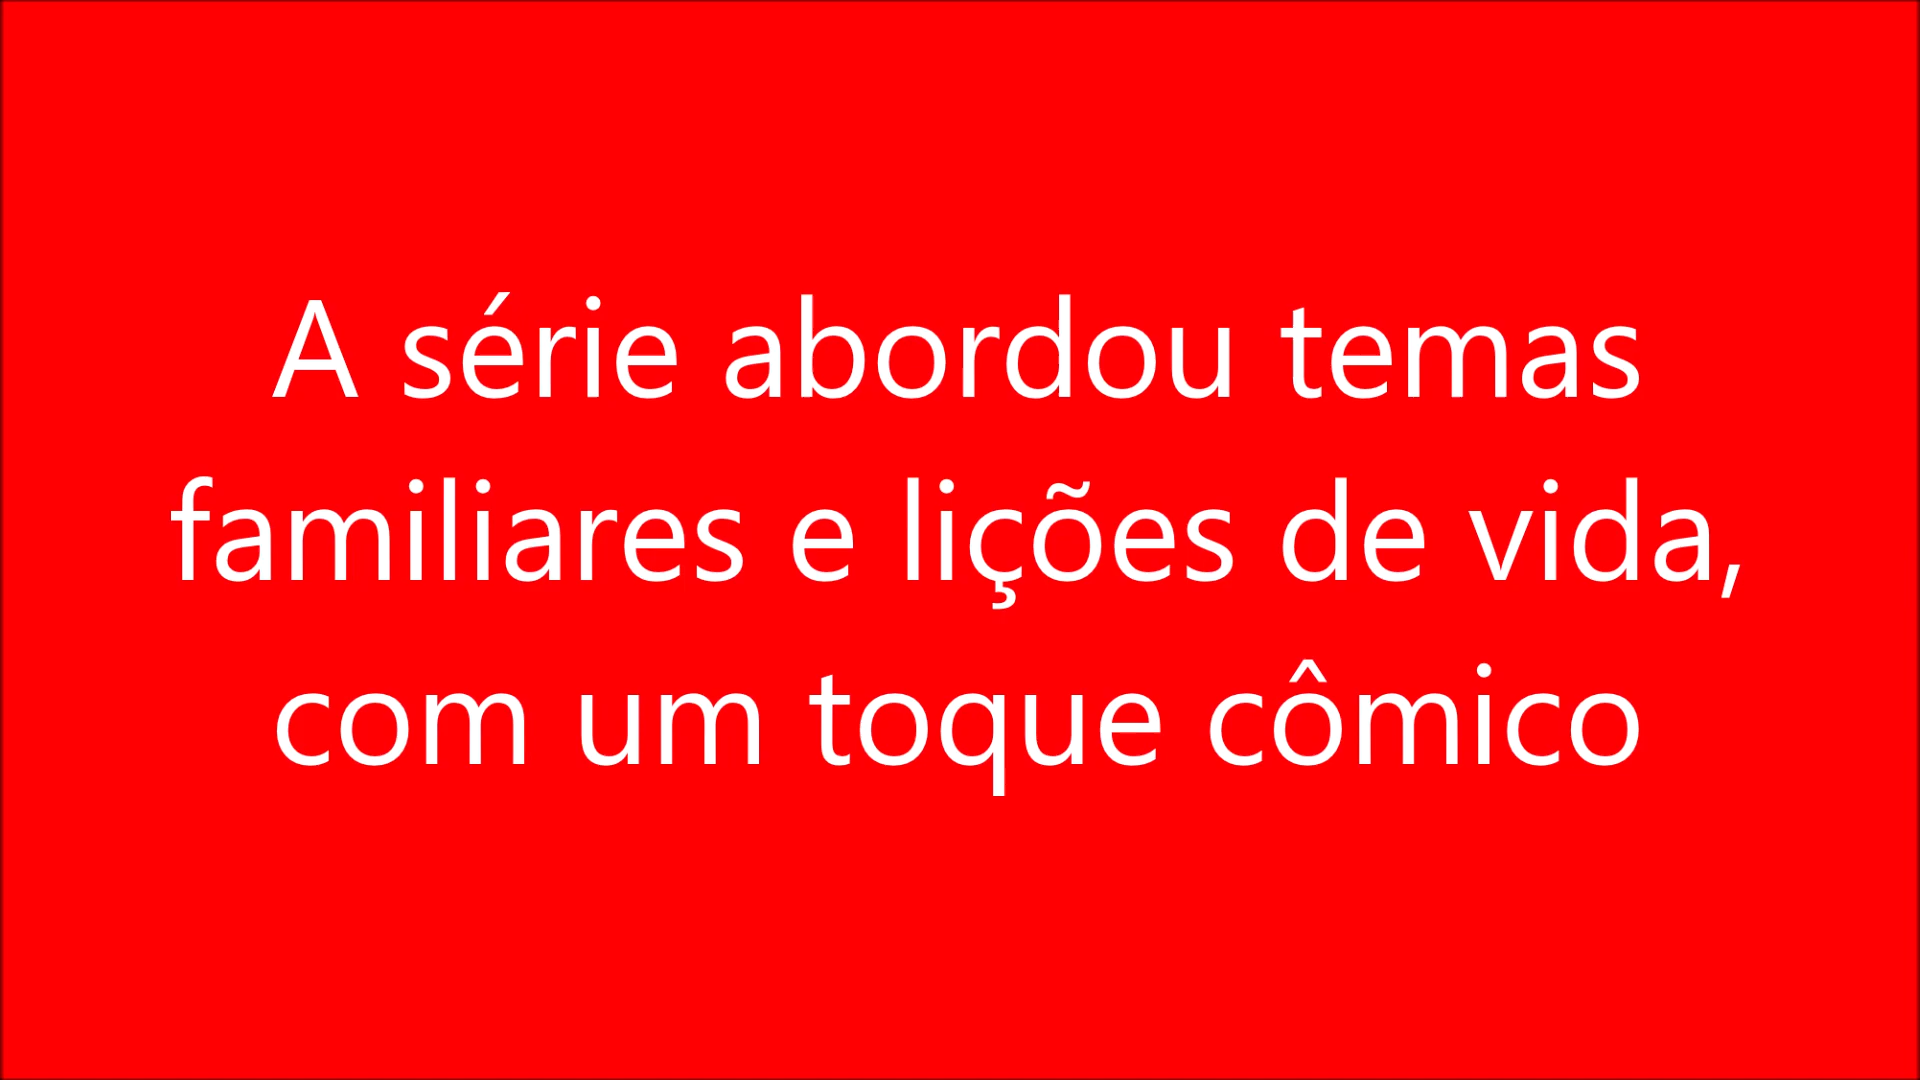 A série abordou temas
familiares e lições de vida,
com um toque cômico